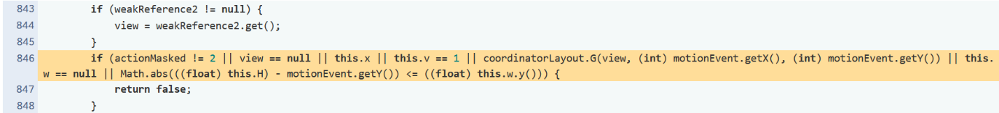 843 if (weakReference2 != null) {
844 view = weakReference2.get();
845 }
846 if (actionMasked != 2 || view == null || this.x || this.v == 1 || coordinatorLayout.G(view, (int) motionEvent.getX(), (int) motionEvent.getY()) || this.
w == null || Math.abs(((float) this.H) - motionEvent.getY()) <= ((float) this.w.y())) {
847 return false;
848 }